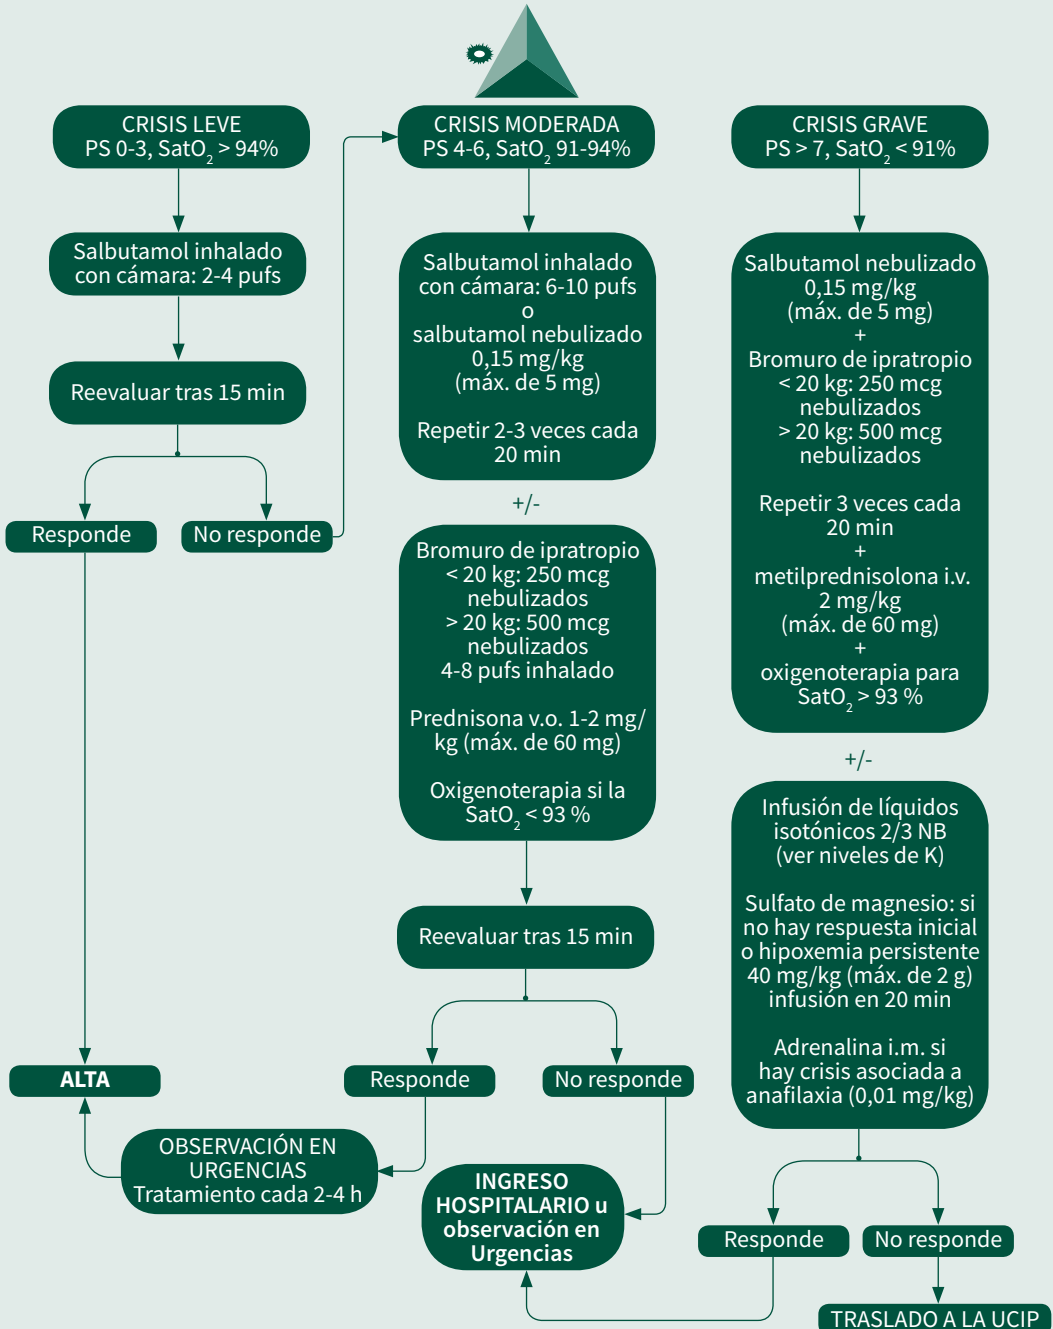 CRISIS LEVE
PS 0-3, SatO₂ > 94%
Salbutamol inhalado
con cámara: 2-4 pufs
Reevaluar tras 15 min
Responde
No responde
CRISIS MODERADA
PS 4-6, SatO₂ 91-94%
Salbutamol inhalado
con cámara: 6-10 pufs
o
salbutamol nebulizado
0,15 mg/kg
(máx. de 5 mg)
Repetir 2-3 veces cada
20 min
+/-
Bromuro de ipratropio
< 20 kg: 250 mcg
nebulizados
> 20 kg: 500 mcg
nebulizados
4-8 pufs inhalado
Prednisona v.o. 1-2 mg/
kg (máx. de 60 mg)
Oxigenoterapia si la
SatO₂ < 93 %
Reevaluar tras 15 min
Responde
No responde
ALTA
OBSERVACIÓN EN
URGENCIAS
Tratamiento cada 2-4 h
INGRESO
HOSPITALARIO u
observación en
Urgencias
CRISIS GRAVE
PS > 7, SatO₂ < 91%
Salbutamol nebulizado
0,15 mg/kg
(máx. de 5 mg)
+
Bromuro de ipratropio
< 20 kg: 250 mcg
nebulizados
> 20 kg: 500 mcg
nebulizados
Repetir 3 veces cada
20 min
+
metilprednisolona i.v.
2 mg/kg
(máx. de 60 mg)
+
oxigenoterapia para
SatO₂ > 93 %
+/-
Infusión de líquidos
isotónicos 2/3 NB
(ver niveles de K)
Sulfato de magnesio: si
no hay respuesta inicial
o hipoxemia persistente
40 mg/kg (máx. de 2 g)
infusión en 20 min
Adrenalina i.m. si
hay crisis asociada a
anafilaxia (0,01 mg/kg)
Responde
No responde
TRASLADO A LA UCIP